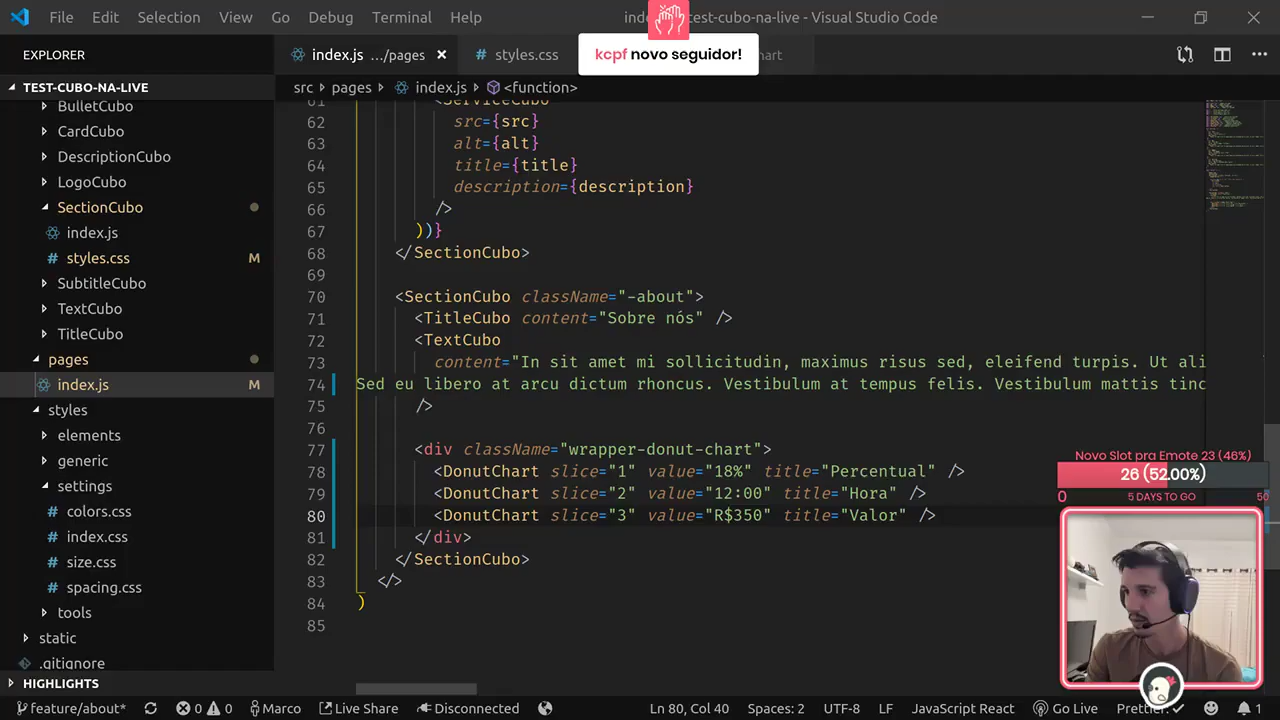 File Edit Selection View Go Debug Terminal Help
test-cubo-na-live - Visual Studio Code
kcpf novo seguidor!
EXPLORER
index.js .../pages
# styles.css
TEST-CUBO-NA-LIVE
src
pages
index.js
<function>
BulletCubo
CardCubo
DescriptionCubo
LogoCubo
SectionCubo
index.js
# styles.css M
SubtitleCubo
TextCubo
TitleCubo
pages
index.js M
styles
elements
generic
settings
# colors.css
# index.css
# size.css
# spacing.css
tools
static
.gitignore
HIGHLIGHTS
61 <ServiceCubo
62 src={src}
63 alt={alt}
64 title={title}
65 description={description}
66 />
67 ))}
68 </SectionCubo>
69
70 <SectionCubo className="-about">
71 <TitleCubo content="Sobre nós" />
72 <TextCubo
73 content="In sit amet mi sollicitudin, maximus risus sed, eleifend turpis. Ut ali
74 Sed eu libero at arcu dictum rhoncus. Vestibulum at tempus felis. Vestibulum mattis tinc
75 />
76
77 <div className="wrapper-donut-chart">
78 <DonutChart slice="1" value="18%" title="Percentual" />
79 <DonutChart slice="2" value="12:00" title="Hora" />
80 <DonutChart slice="3" value="R$350" title="Valor" />
81 </div>
82 </SectionCubo>
83 </>
84 )
85
Novo Slot pra Emote 23 (46%)
26 (52.00%)
0 5 DAYS TO GO 50
feature/about* 0 0 Marco Live Share Disconnected Ln 80, Col 40 Spaces: 2 UTF-8 LF JavaScript React Go Live Prettier: 1